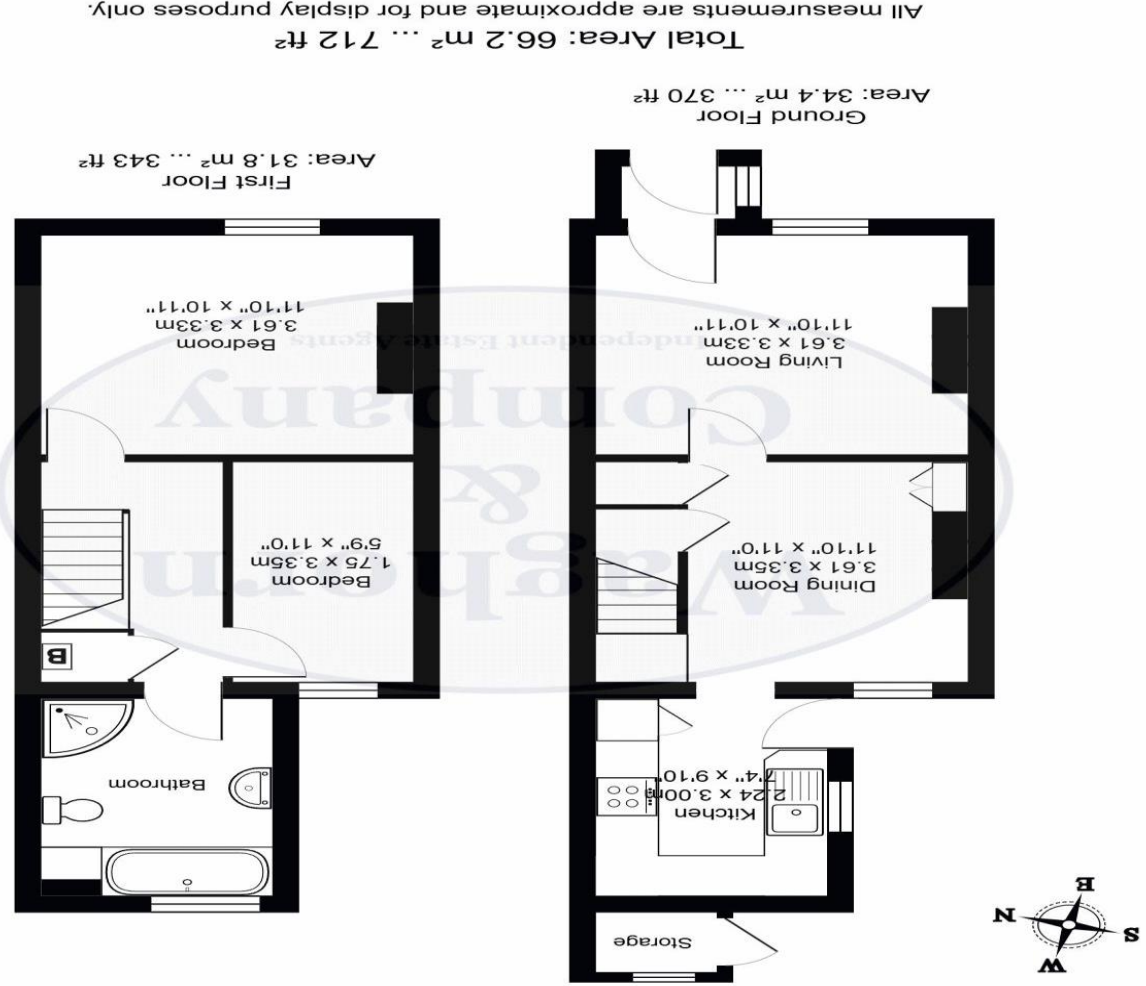 W
N
S
E
Storage
Kitchen
2.24 x 3.00m
7'4" x 9'10"
Dining Room
3.61 x 3.35m
11'10" x 11'0"
Living Room
3.61 x 3.33m
11'10" x 10'11"
Bathroom
B
Bedroom
1.75 x 3.35m
5'9" x 11'0"
Bedroom
3.61 x 3.33m
11'10" x 10'11"
Waghorn
&
Company
Independent Estate Agents
Ground Floor
Area: 34.4 m² ... 370 ft²
First Floor
Area: 31.8 m² ... 343 ft²
Total Area: 66.2 m² ... 712 ft²
All measurements are approximate and for display purposes only.